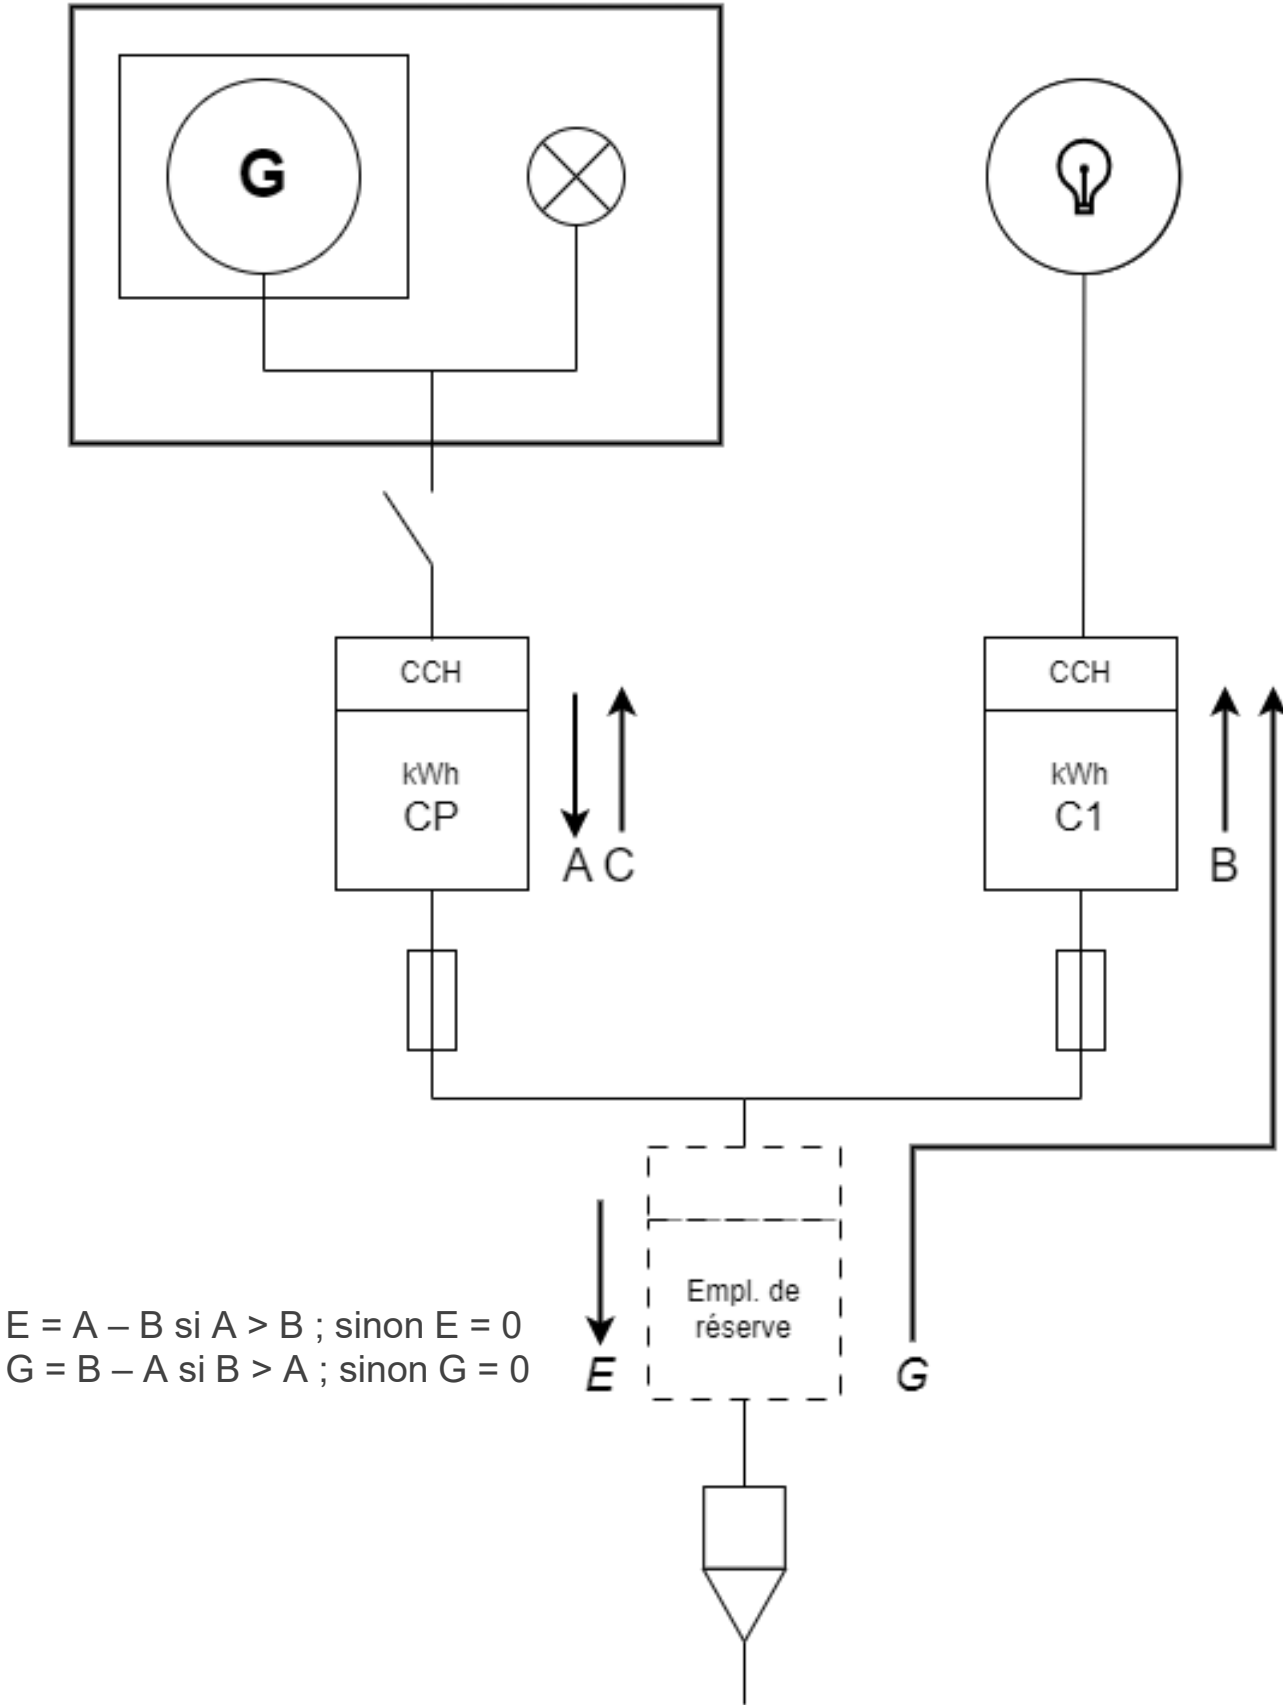 G
CCH
kWh
CP
A C
CCH
kWh
C1
B
Empl. de
réserve
E = A – B si A > B ; sinon E = 0
G = B – A si B > A ; sinon G = 0
E
G